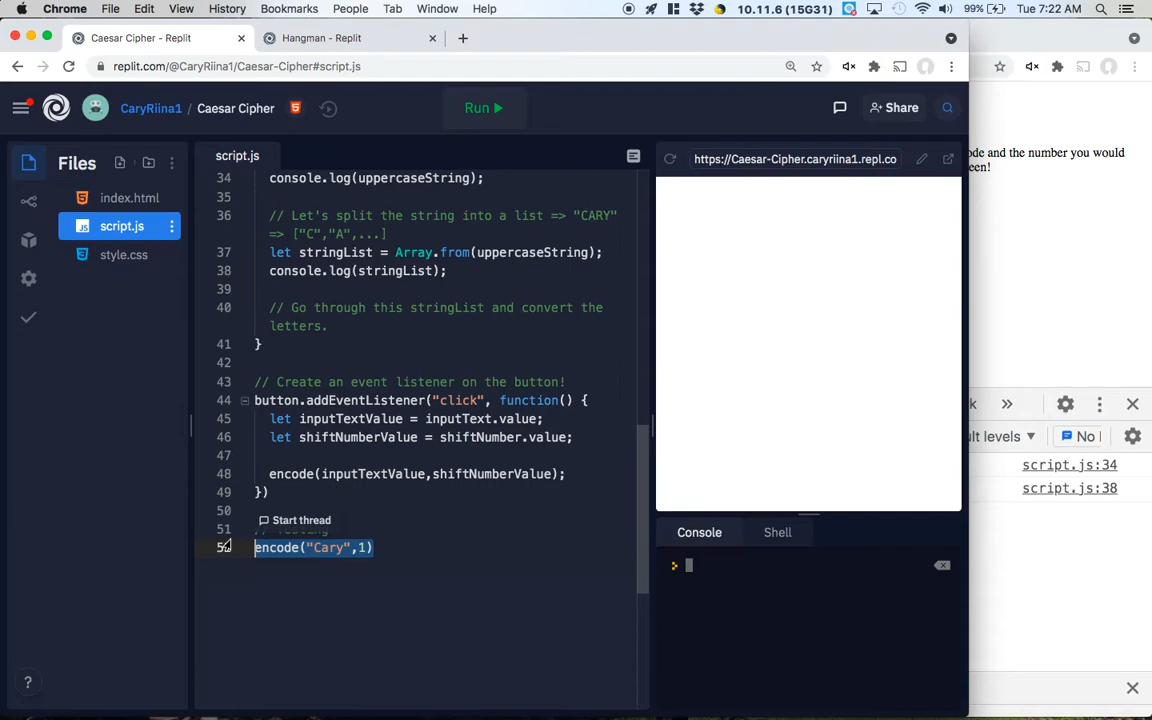 Chrome File Edit View History Bookmarks People Tab Window Help 10.11.6 (15G31) 99% Tue 7:22 AM
Caesar Cipher - Replit
Hangman - Replit
replit.com/@CaryRiina1/Caesar-Cipher#script.js
CaryRiina1 / Caesar Cipher
Run
Share
Files
index.html
script.js
style.css
script.js
34 console.log(uppercaseString);
35
36 // Let's split the string into a list => "CARY"
=> ["C","A",...]
37 let stringList = Array.from(uppercaseString);
38 console.log(stringList);
39
40 // Go through this stringList and convert the
letters.
41 }
42
43 // Create an event listener on the button!
44 button.addEventListener("click", function() {
45 let inputTextValue = inputText.value;
46 let shiftNumberValue = shiftNumber.value;
47
48 encode(inputTextValue,shiftNumberValue);
49 })
50
Start thread
51 // Testing
encode("Cary",1)
https://Caesar-Cipher.caryriina1.repl.co
Console
Shell
ode and the number you would
een!
k
ult levels
No
script.js:34
script.js:38
?